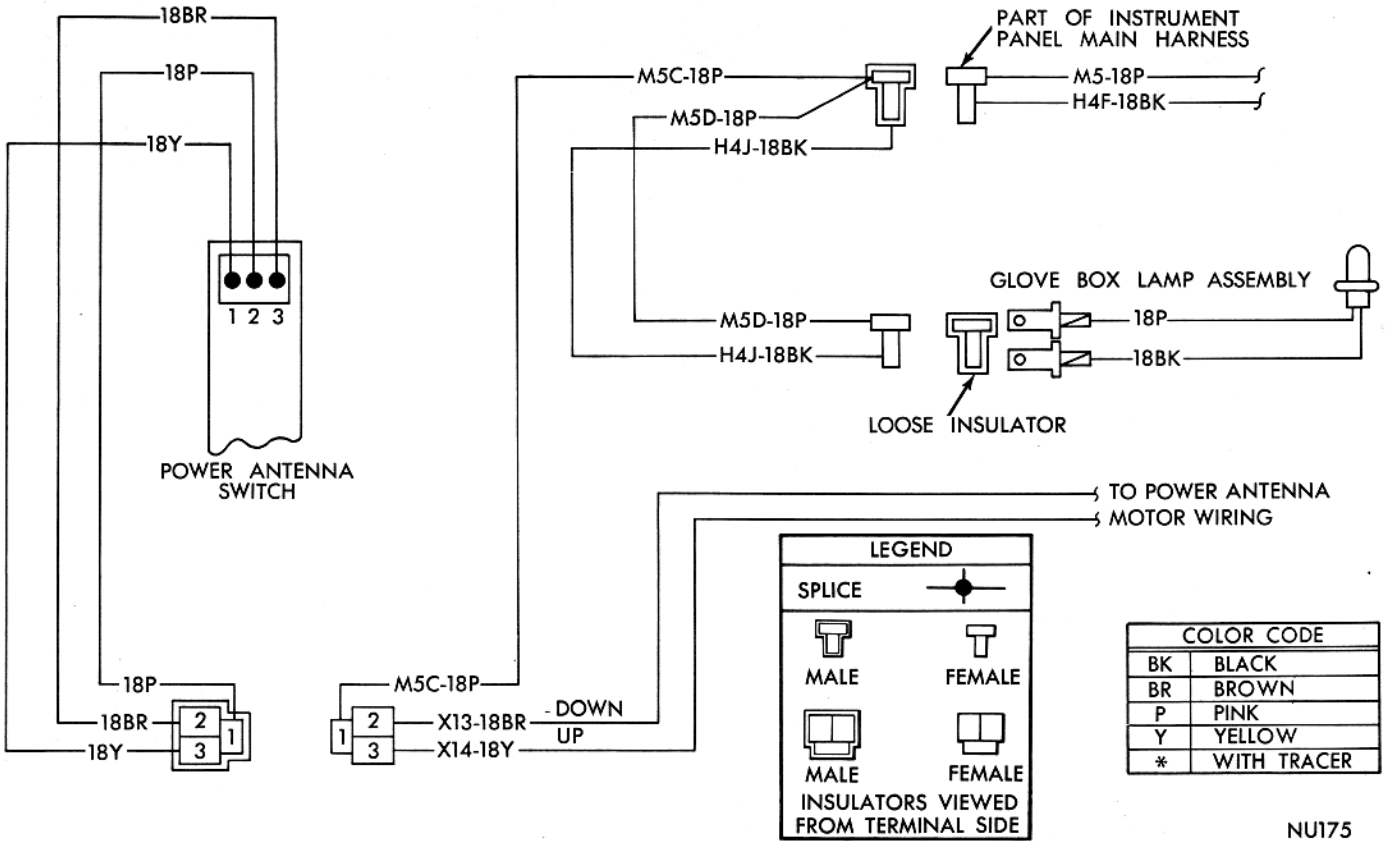 18BR
18P
18Y
1 2 3
POWER ANTENNA
SWITCH
PART OF INSTRUMENT
PANEL MAIN HARNESS
M5C-18P
M5-18P
H4F-18BK
M5D-18P
H4J-18BK
GLOVE BOX LAMP ASSEMBLY
M5D-18P
18P
H4J-18BK
18BK
LOOSE INSULATOR
TO POWER ANTENNA
MOTOR WIRING
18P
18BR
18Y
2
1
3
M5C-18P
1
2
3
X13-18BR
DOWN
X14-18Y
UP
LEGEND
SPLICE
MALE
FEMALE
MALE
FEMALE
INSULATORS VIEWED
FROM TERMINAL SIDE
COLOR CODE
BK BLACK
BR BROWN
P PINK
Y YELLOW
* WITH TRACER
NU175